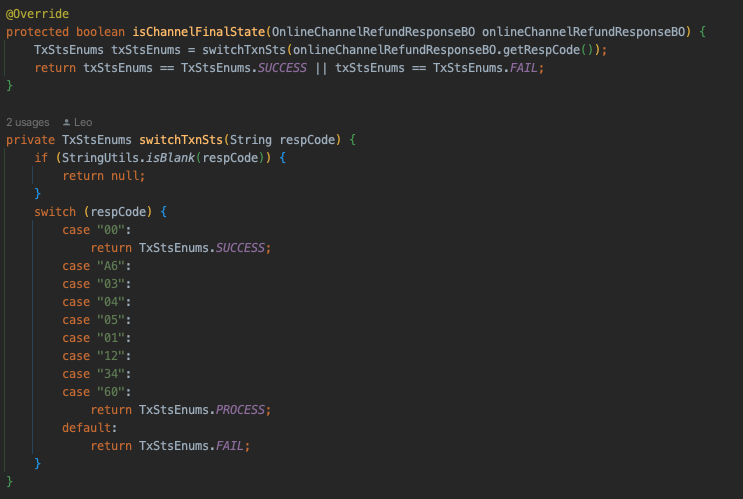 @Override
protected boolean isChannelFinalState(OnlineChannelRefundResponseBO onlineChannelRefundResponseBO) {
    TxStsEnums txStsEnums = switchTxnSts(onlineChannelRefundResponseBO.getRespCode());
    return txStsEnums == TxStsEnums.SUCCESS || txStsEnums == TxStsEnums.FAIL;
}
2 usages Leo
private TxStsEnums switchTxnSts(String respCode) {
    if (StringUtils.isBlank(respCode)) {
        return null;
    }
    switch (respCode) {
        case "00":
            return TxStsEnums.SUCCESS;
        case "A6":
        case "03":
        case "04":
        case "05":
        case "01":
        case "12":
        case "34":
        case "60":
            return TxStsEnums.PROCESS;
        default:
            return TxStsEnums.FAIL;
    }
}